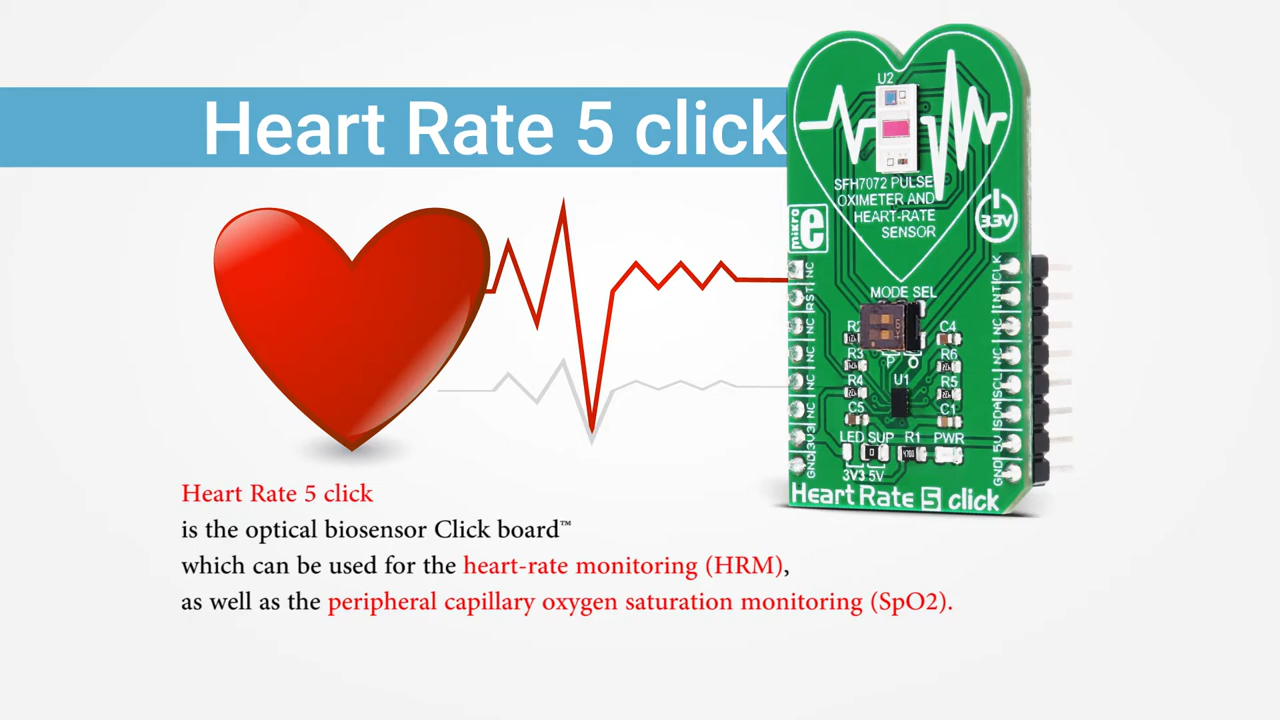 Heart Rate 5 click
U2
SFH7072 PULSE
OXIMETER AND
HEART-RATE
SENSOR
mikro
e
3.3V
NC
RST
NC
NC
NC
NC
3V3
GND
CLK
INT
NC
NC
SCL
SDA
5V
GND
MODE SEL
R2
C4
P O
R3
R6
U1
R4
R5
C5
C1
LED SUP
R1
PWR
0
4700
3V3 5V
Heart Rate 5 click
Heart Rate 5 click
is the optical biosensor Click board™
which can be used for the heart-rate monitoring (HRM),
as well as the peripheral capillary oxygen saturation monitoring (SpO2).